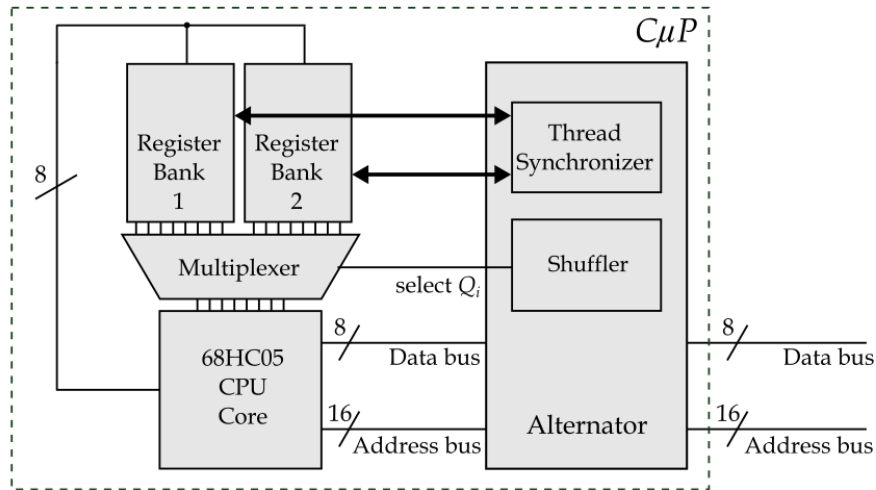 CμP
Register
Bank
1
Register
Bank
2
Thread
Synchronizer
8
Multiplexer
select Qi
Shuffler
68HC05
CPU
Core
8
Data bus
16
Address bus
Alternator
8
Data bus
16
Address bus